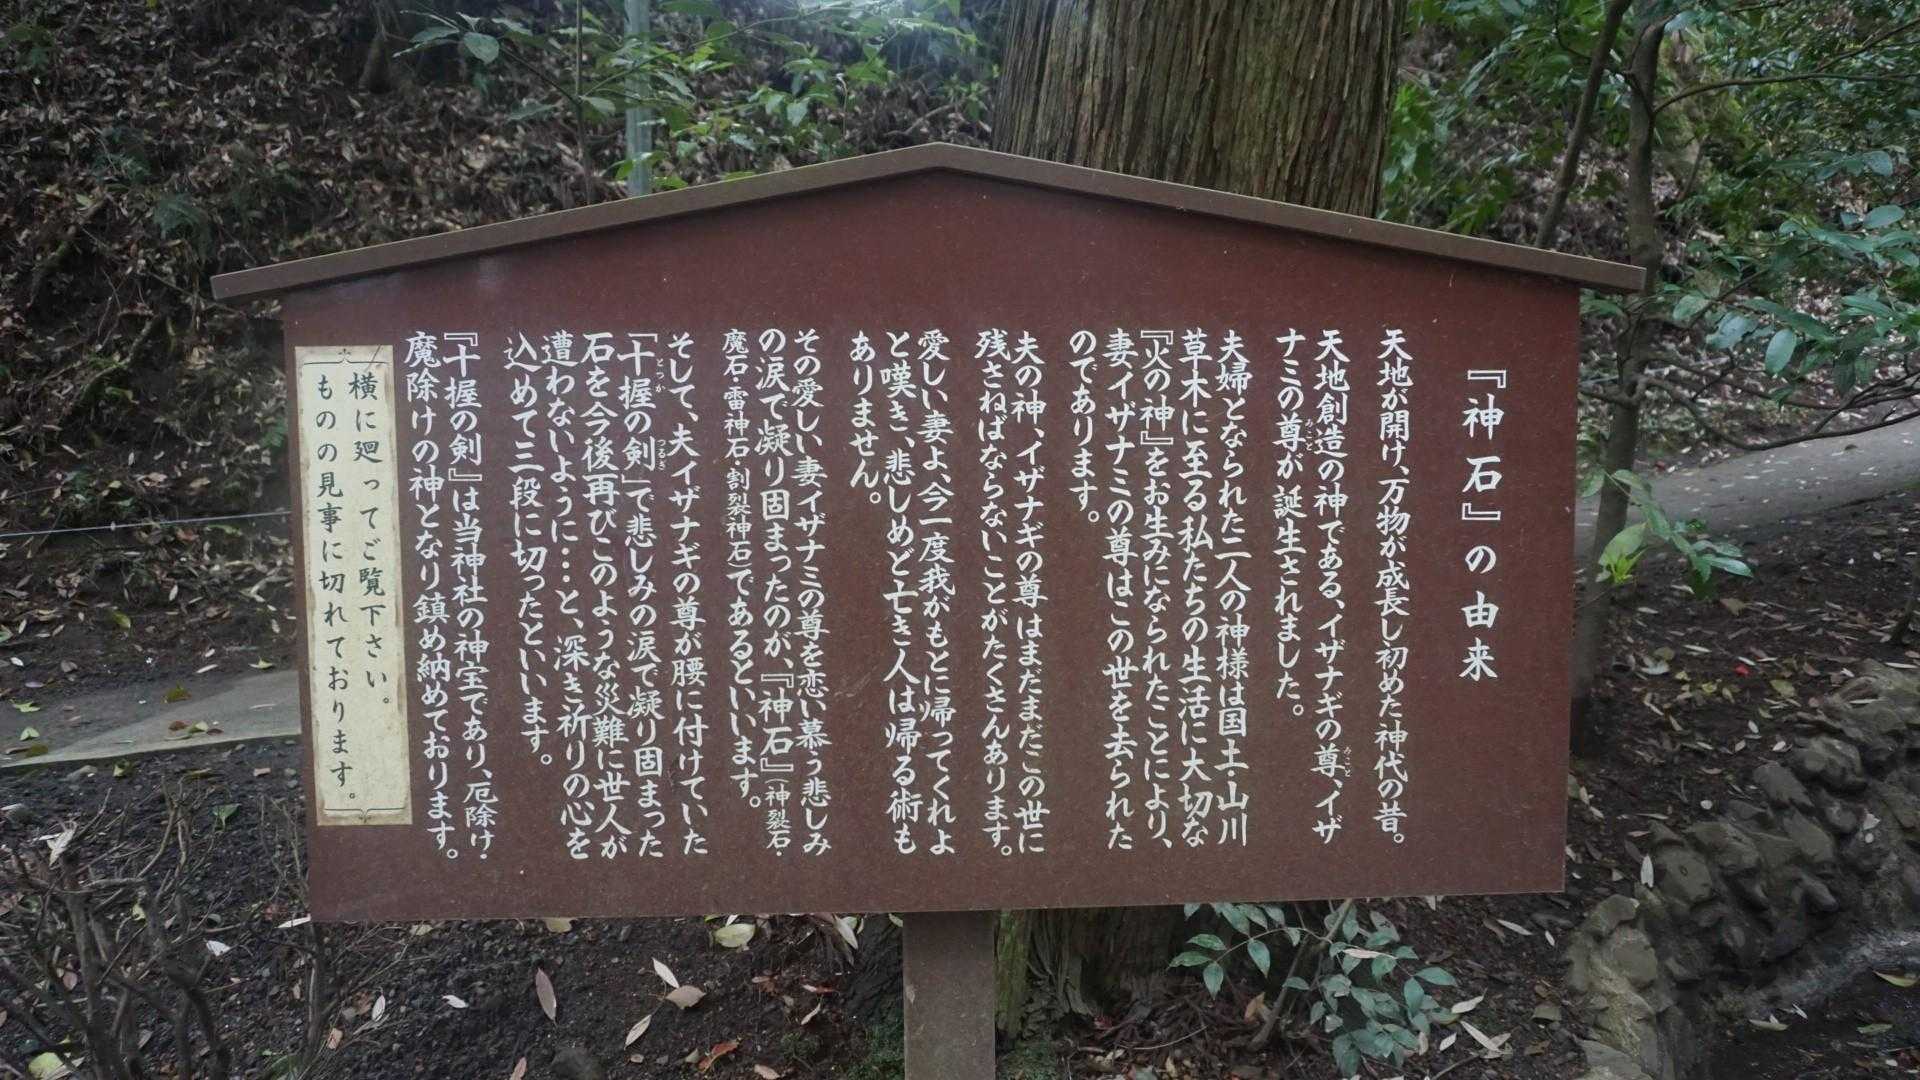 『神石』の由来
天地が開け、万物が成長し初めた神代の昔。
天地創造の神である、イザナギの尊、イザ
ナミの尊が誕生されました。
夫婦となられた二人の神様は国土・山川
草木に至る私たちの生活に大切な
『火の神』をお生みになられたことにより、
妻イザナミの尊はこの世を去られた
のであります。
夫の神、イザナギの尊はまだまだこの世に
残さねばならないことがたくさんあります。
愛しい妻よ、今一度我がもとに帰ってくれよ
と嘆き、悲しめど亡き人は帰る術も
ありません。
その愛しい妻イザナミの尊を恋い慕う悲しみ
の涙で凝り固まったのが、『神石』（神裂石・
魔石・雷神石・割裂神石）であるといいます。
そして、夫イザナギの尊が腰に付けていた
「十握の剣」で悲しみの涙で凝り固まった
石を今後再びこのような災難に世人が
遭わないように・・・と、深き祈りの心を
込めて三段に切ったといいます。
『十握の剣』は当神社の神宝であり、厄除け・
魔除けの神となり鎮め納めております。
横に廻ってご覧下さい。
ものの見事に切れております。